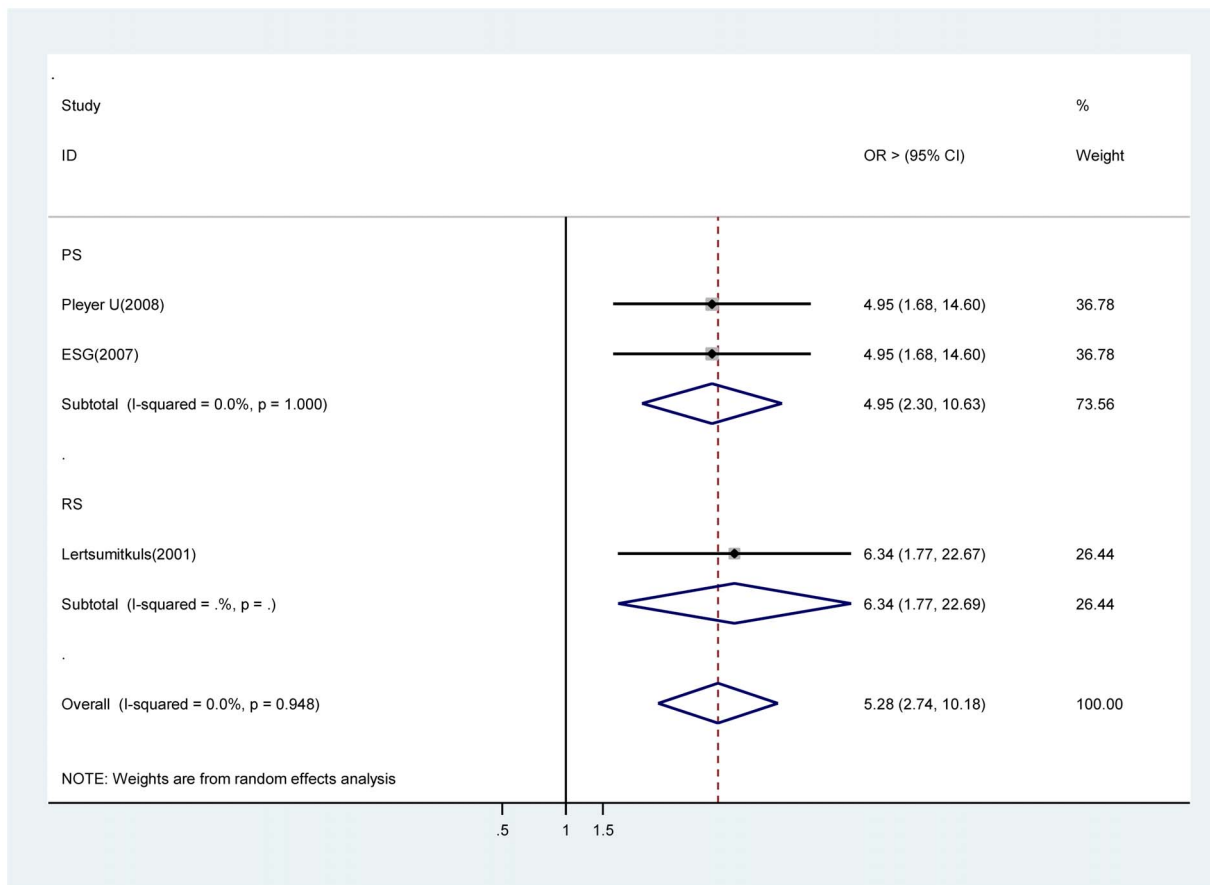 .
Study %
ID OR > (95% CI) Weight
PS
Pleyer U(2008) 4.95 (1.68, 14.60) 36.78
ESG(2007) 4.95 (1.68, 14.60) 36.78
Subtotal (I-squared = 0.0%, p = 1.000) 4.95 (2.30, 10.63) 73.56
.
RS
Lertsumitkuls(2001) 6.34 (1.77, 22.67) 26.44
Subtotal (I-squared = .%, p = .) 6.34 (1.77, 22.69) 26.44
.
Overall (I-squared = 0.0%, p = 0.948) 5.28 (2.74, 10.18) 100.00
NOTE: Weights are from random effects analysis
.5 1 1.5